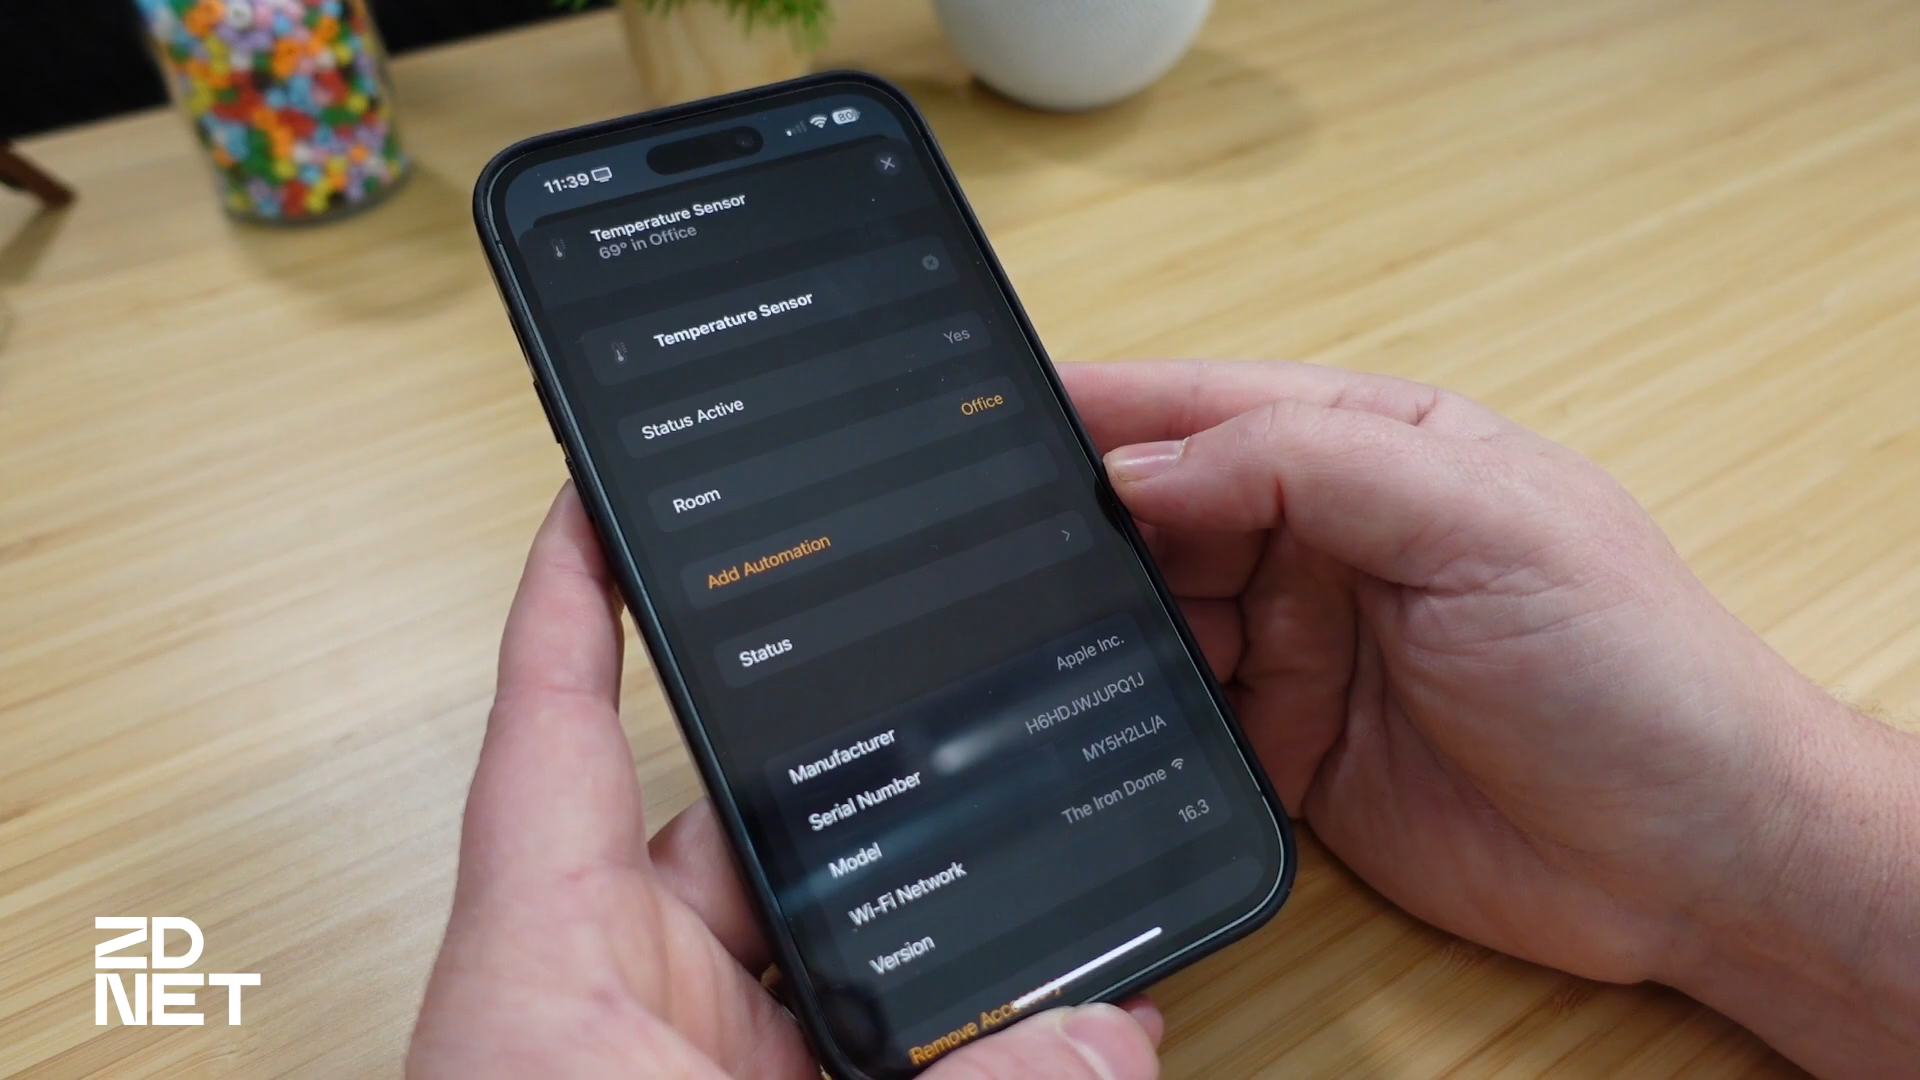 11:39
80
Temperature Sensor
69° in Office
Temperature Sensor
Status Active Yes
Room Office
Add Automation
Status
Manufacturer Apple Inc.
Serial Number H6HDJWJUPQ1J
Model MY5H2LL/A
Wi-Fi Network The Iron Dome
Version 16.3
Remove Accessory
ZD
NET